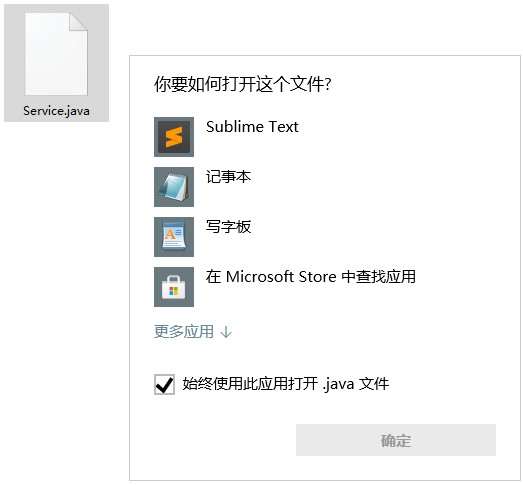 Service.java
你要如何打开这个文件?
Sublime Text
记事本
写字板
在 Microsoft Store 中查找应用
更多应用 ↓
始终使用此应用打开 .java 文件
确定